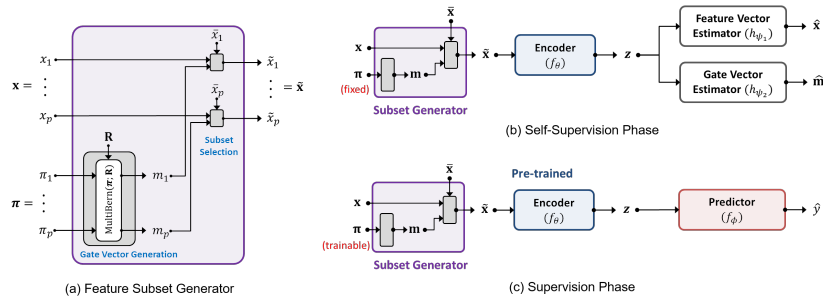 x̄₁
x₁
x̃₁
x =
⋮
⋮ = x̃
x̄ₚ
xₚ
x̃ₚ
Subset
Selection
R
π₁
MultiBern(π; R)
m₁
π =
⋮
πₚ
mₚ
Gate Vector Generation
(a) Feature Subset Generator
x̄
x
π
m
(fixed)
Subset Generator
x̃
Encoder
(f_θ)
z
Feature Vector
Estimator (h_ψ₁)
x̂
Gate Vector
Estimator (h_ψ₂)
m̂
(b) Self-Supervision Phase
x̄
x
π
m
(trainable)
Subset Generator
x̃
Pre-trained
Encoder
(f_θ)
z
Predictor
(f_ϕ)
ŷ
(c) Supervision Phase